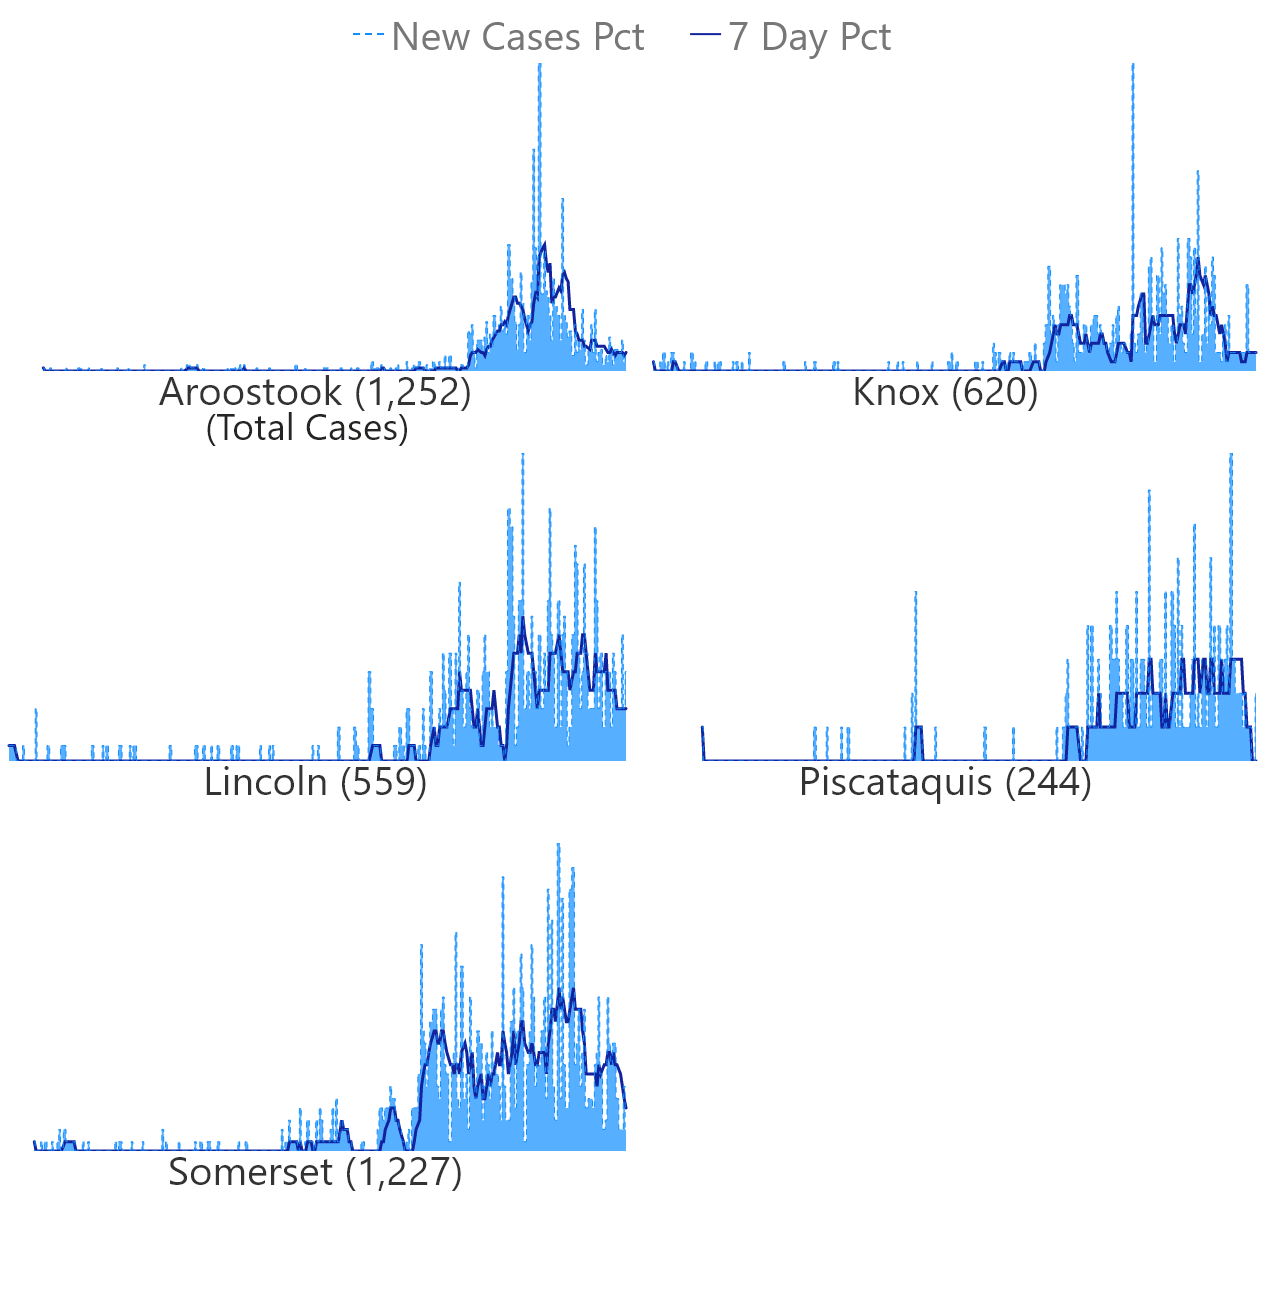 New Cases Pct 7 Day Pct
Aroostook (1,252)
(Total Cases)
Knox (620)
Lincoln (559)
Piscataquis (244)
Somerset (1,227)